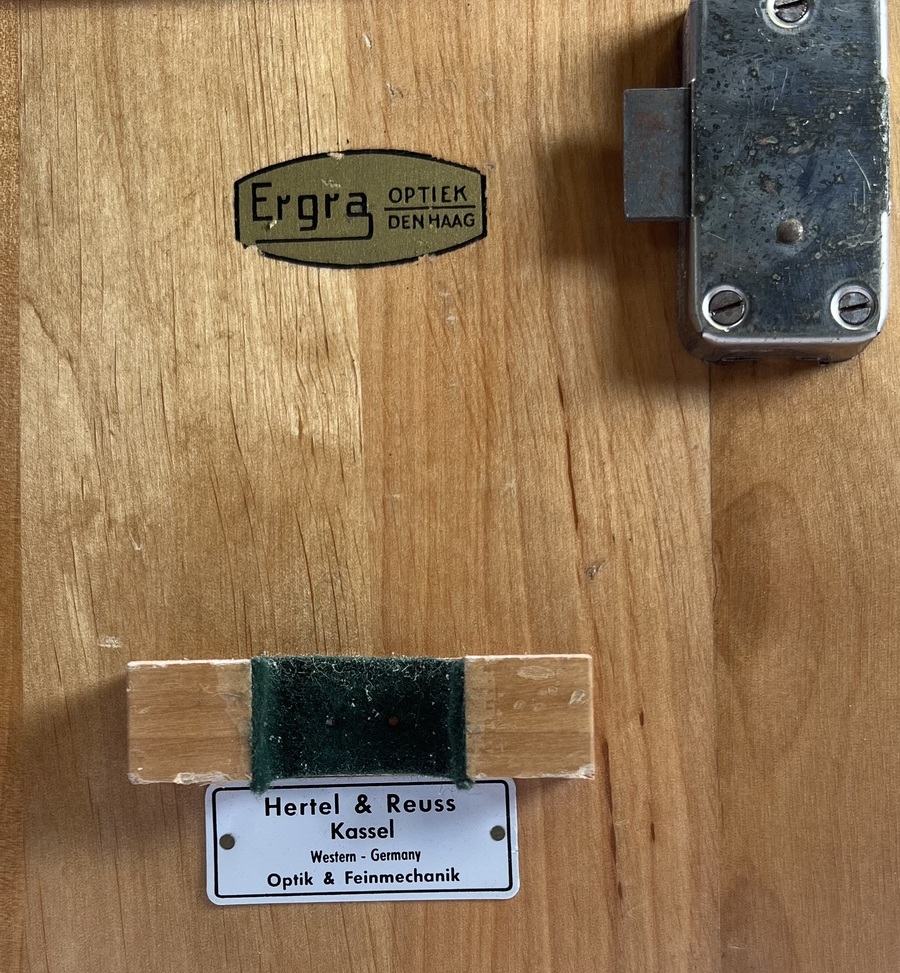 Ergra OPTIEK
DEN HAAG
Hertel & Reuss
Kassel
Western - Germany
Optik & Feinmechanik